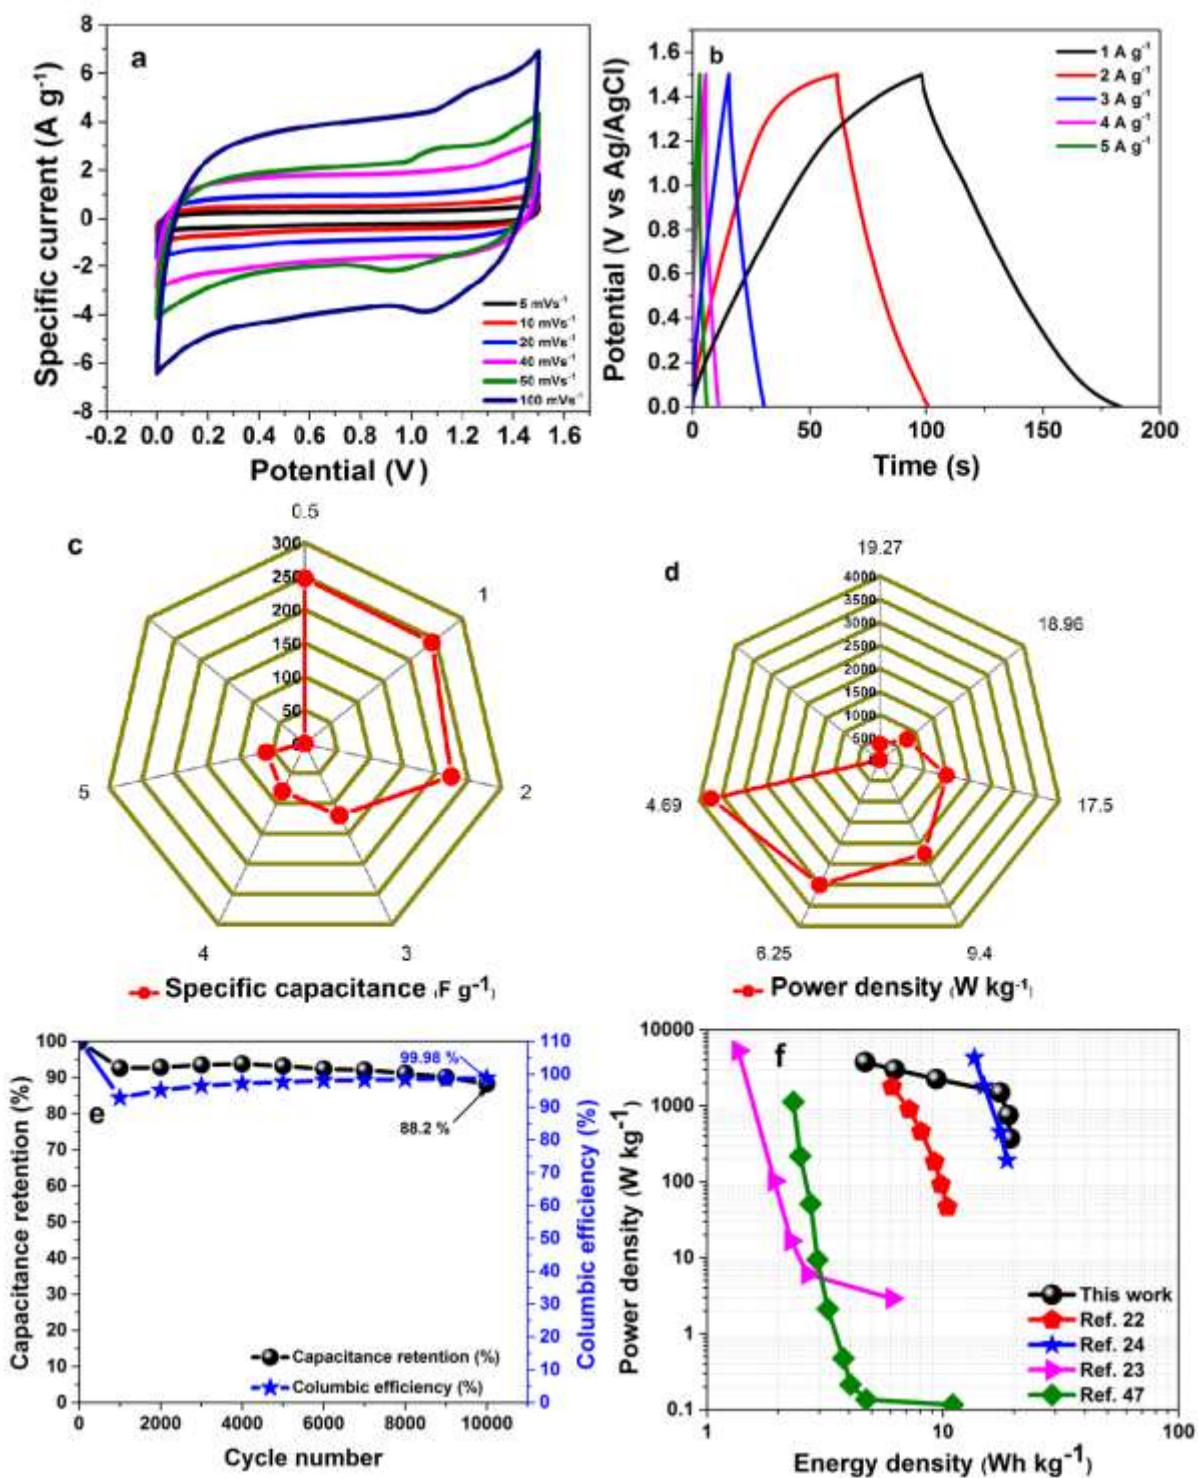 a
8
6
4
2
0
-2
-4
-6
-8
Specific current (A g-1)
5 mVs-1
10 mVs-1
20 mVs-1
40 mVs-1
50 mVs-1
100 mVs-1
-0.2 0.0 0.2 0.4 0.6 0.8 1.0 1.2 1.4 1.6
Potential (V)
b
1.6
1.4
1.2
1.0
0.8
0.6
0.4
0.2
0.0
Potential (V vs Ag/AgCl)
1 A g-1
2 A g-1
3 A g-1
4 A g-1
5 A g-1
0 50 100 150 200
Time (s)
c
0.5
1
2
3
4
5
300
250
200
150
100
50
Specific capacitance (F g-1)
d
19.27
18.96
17.5
9.4
6.25
4.69
4000
3500
3000
2500
2000
1500
1000
500
Power density (W kg-1)
e
100
90
80
70
60
50
40
30
20
10
0
Capacitance retention (%)
110
100
90
80
70
60
50
40
30
20
10
0
Columbic efficiency (%)
99.98 %
88.2 %
Capacitance retention (%)
Columbic efficiency (%)
0 2000 4000 6000 8000 10000
Cycle number
f
10000
1000
100
10
1
0.1
Power density (W kg-1)
This work
Ref. 22
Ref. 24
Ref. 23
Ref. 47
1 10 100
Energy density (Wh kg-1)